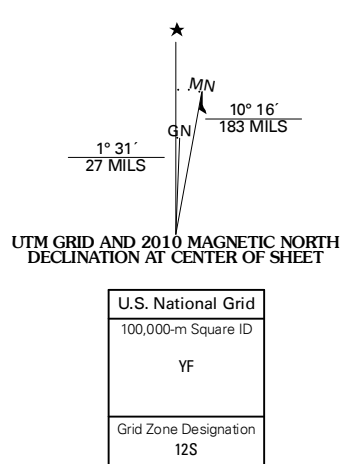 ★
MN
10° 16´
183 MILS
GN
1° 31´
27 MILS
UTM GRID AND 2010 MAGNETIC NORTH
DECLINATION AT CENTER OF SHEET
U.S. National Grid
100,000-m Square ID
YF
Grid Zone Designation
12S